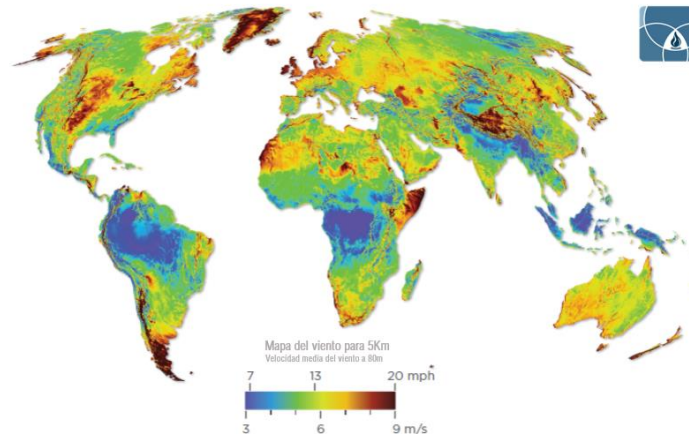 Mapa del viento para 5Km
Velocidad media del viento a 80m
7 13 20 mph*
3 6 9 m/s